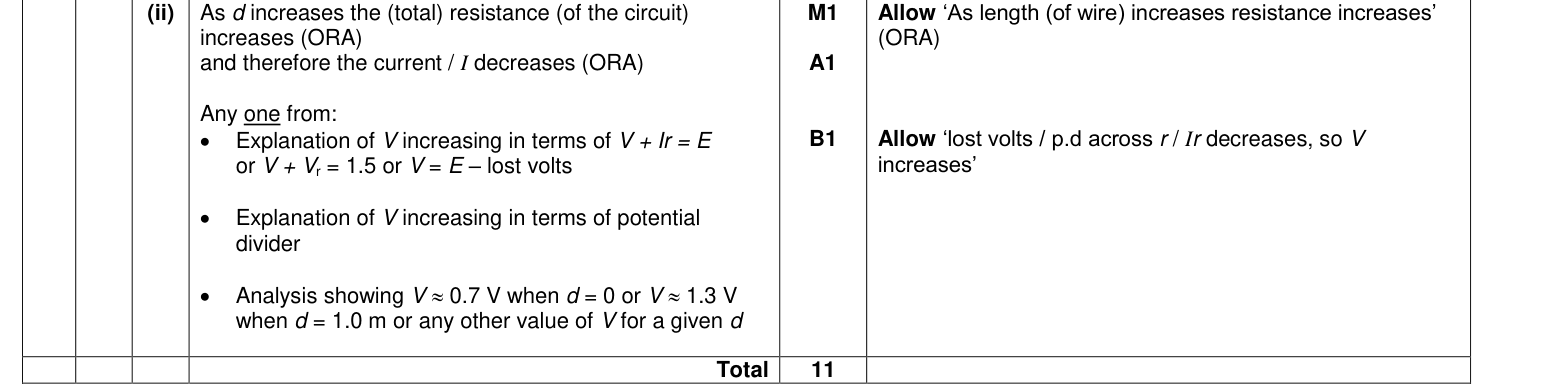 (ii) As d increases the (total) resistance (of the circuit) M1 Allow ‘As length (of wire) increases resistance increases’
increases (ORA) (ORA)
and therefore the current / I decreases (ORA) A1
Any one from:
• Explanation of V increasing in terms of V + Ir = E B1 Allow ‘lost volts / p.d across r / Ir decreases, so V
or V + Vr = 1.5 or V = E – lost volts increases’
• Explanation of V increasing in terms of potential
divider
• Analysis showing V ≈ 0.7 V when d = 0 or V ≈ 1.3 V
when d = 1.0 m or any other value of V for a given d
Total 11